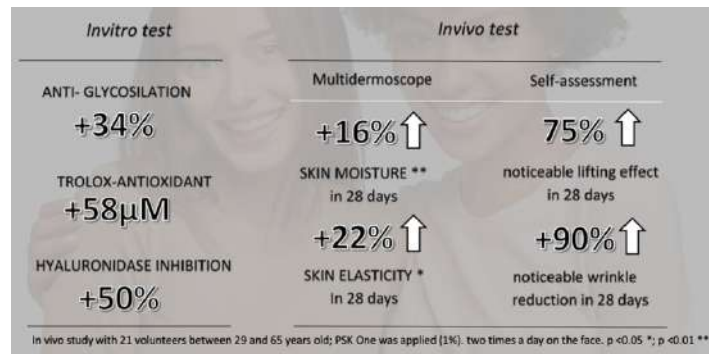 Invitro test
Invivo test
Multidermoscope
Self-assessment
ANTI- GLYCOSILATION
+34%
TROLOX-ANTIOXIDANT
+58µM
HYALURONIDASE INHIBITION
+50%
+16%
SKIN MOISTURE **
in 28 days
+22%
SKIN ELASTICITY *
In 28 days
75%
noticeable lifting effect
in 28 days
+90%
noticeable wrinkle
reduction in 28 days
In vivo study with 21 volunteers between 29 and 65 years old; PSK One was applied (1%). two times a day on the face. p <0.05 *; p <0.01 **